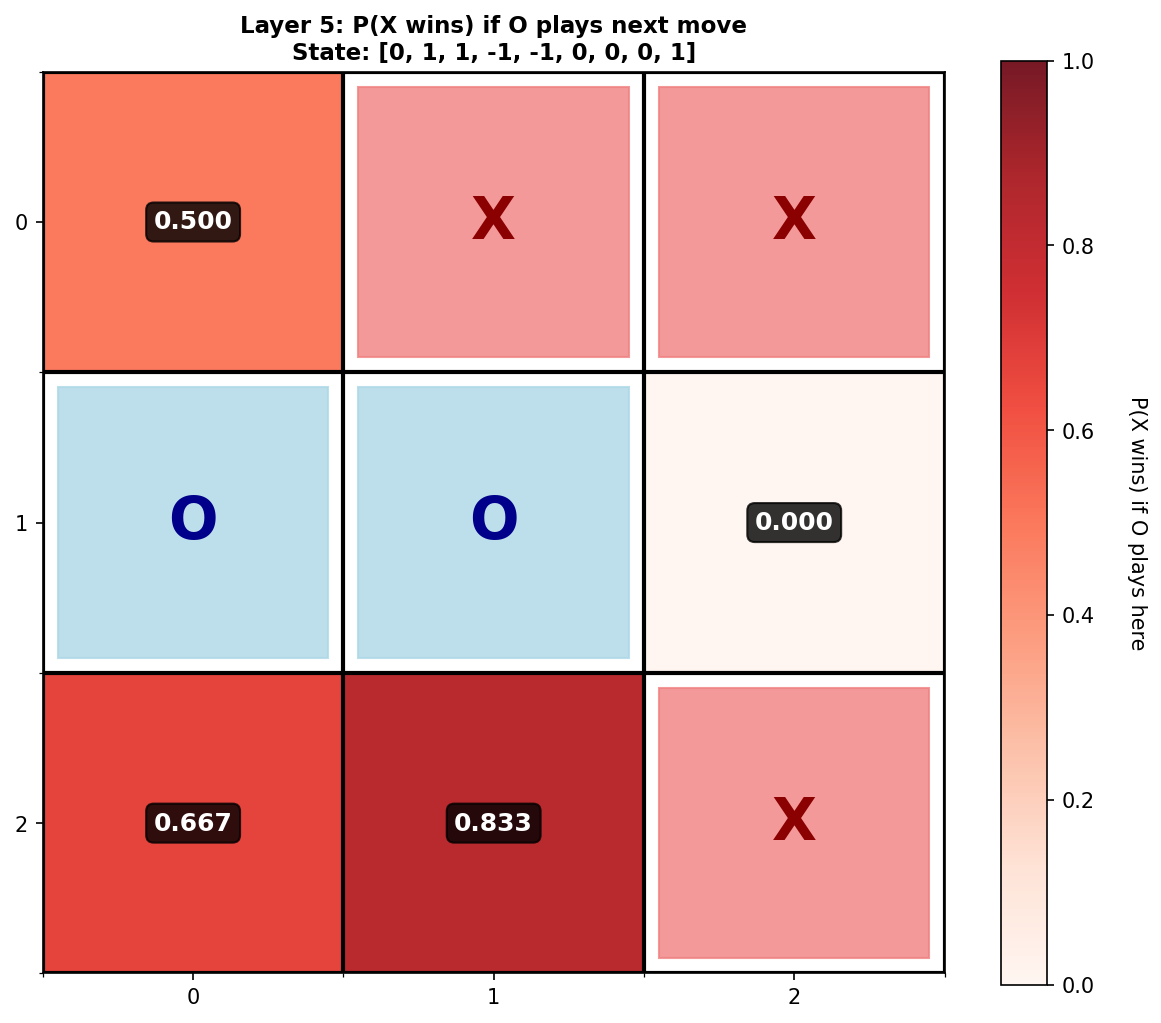 Layer 5: P(X wins) if O plays next move
State: [0, 1, 1, -1, -1, 0, 0, 0, 1]
0
0.500
X
X
1
O
O
0.000
2
0.667
0.833
X
0
1
2
1.0
0.8
0.6
0.4
0.2
0.0
P(X wins) if O plays here